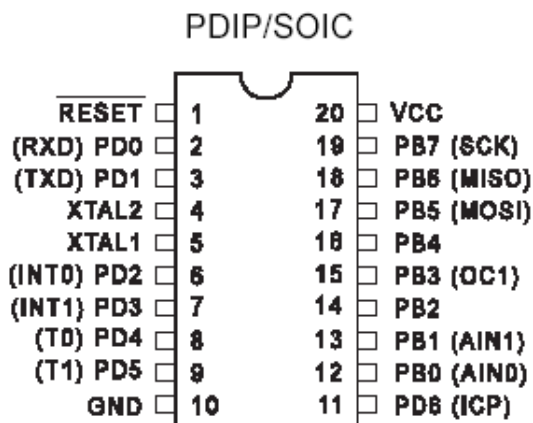 PDIP/SOIC
RESET 1 20 VCC
(RXD) PD0 2 19 PB7 (SCK)
(TXD) PD1 3 18 PB6 (MISO)
XTAL2 4 17 PB5 (MOSI)
XTAL1 5 16 PB4
(INT0) PD2 6 15 PB3 (OC1)
(INT1) PD3 7 14 PB2
(T0) PD4 8 13 PB1 (AIN1)
(T1) PD5 9 12 PB0 (AIN0)
GND 10 11 PD6 (ICP)